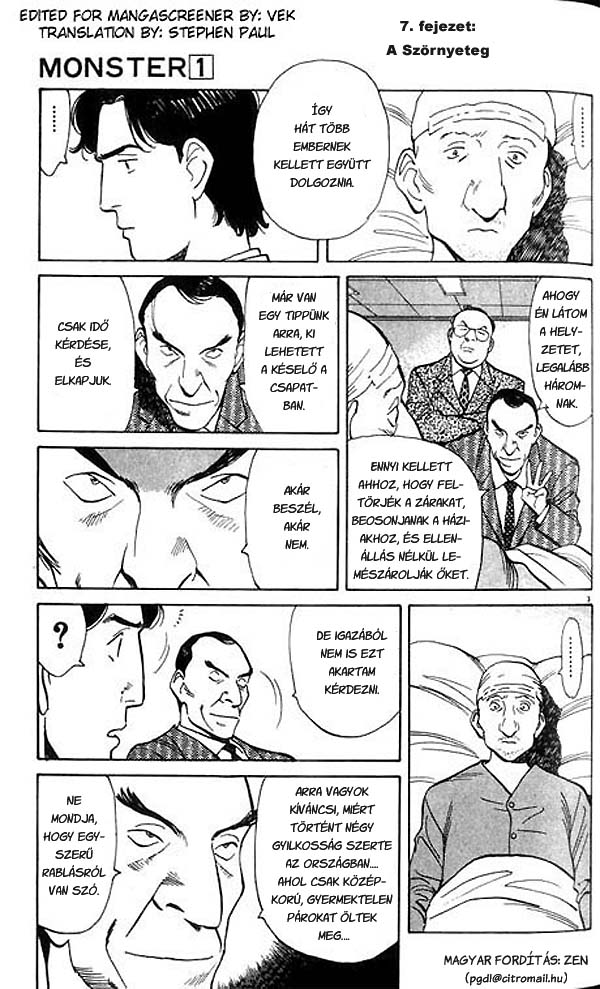 EDITED FOR MANGASCREENER BY: VEK
TRANSLATION BY: STEPHEN PAUL
7. fejezet:
A Szörnyeteg
MONSTER 1
......
ÍGY
HÁT TÖBB
EMBERNEK
KELLETT EGYÜTT
DOLGOZNIA.
......
AHOGY
ÉN LÁTOM
A HELY-
ZETET,
LEGALÁBB
HÁROM-
NAK.
ENNYI KELLETT
AHHOZ, HOGY FEL-
TÖRJÉK A ZÁRAKAT,
BEOSONJANAK A HÁZI-
AKHOZ, ÉS ELLEN-
ÁLLÁS NÉLKÜL LE-
MÉSZÁROLJÁK ŐKET.
MÁR VAN
EGY TIPPÜNK
ARRA, KI
LEHETETT
A KÉSELŐ A
CSAPAT-
BAN.
CSAK IDŐ
KÉRDÉSE,
ÉS
ELKAPJUK.
AKÁR
BESZÉL,
AKÁR
NEM.
3
......
DE IGAZÁBÓL
NEM IS EZT
AKARTAM
KÉRDEZNI.
?
ARRA VAGYOK
KÍVÁNCSI, MIÉRT
TÖRTÉNT NÉGY
GYILKOSSÁG SZERTE
AZ ORSZÁGBAN....
AHOL CSAK KÖZÉP-
KORÚ, GYERMEKTELEN
PÁROKAT ÖLTEK
MEG....
NE
MONDJA,
HOGY EGY-
SZERŰ
RABLÁSRÓL
VAN SZÓ.
MAGYAR FORDÍTÁS: ZEN
(pgdl@citromail.hu)